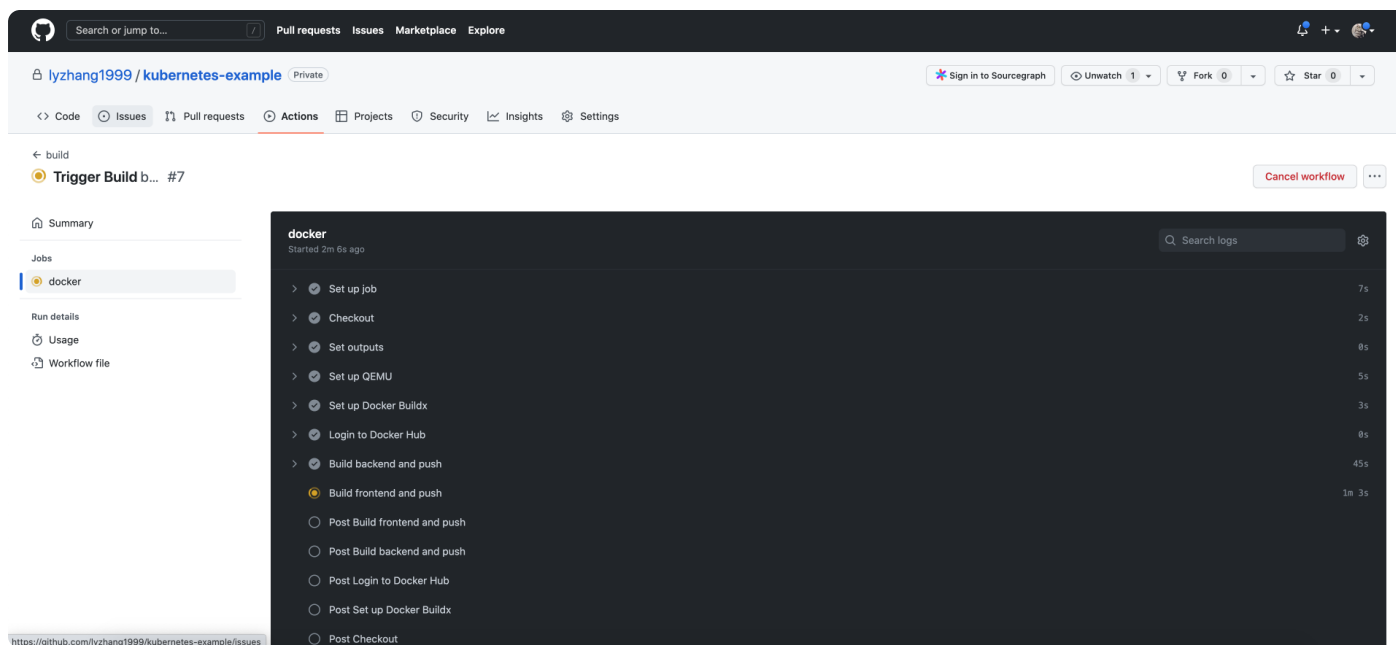 Search or jump to... / Pull requests Issues Marketplace Explore
lyzhang1999 / kubernetes-example Private Sign in to Sourcegraph Unwatch 1 Fork 0 Star 0
Code Issues Pull requests Actions Projects Security Insights Settings
build
Trigger Build b... #7 Cancel workflow ...
Summary
Jobs
docker
Run details
Usage
Workflow file
docker
Started 2m 6s ago
Search logs
Set up job 7s
Checkout 2s
Set outputs 0s
Set up QEMU 5s
Set up Docker Buildx 3s
Login to Docker Hub 0s
Build backend and push 45s
Build frontend and push 1m 3s
Post Build frontend and push
Post Build backend and push
Post Login to Docker Hub
Post Set up Docker Buildx
Post Checkout
https://github.com/lyzhang1999/kubernetes-example/issues